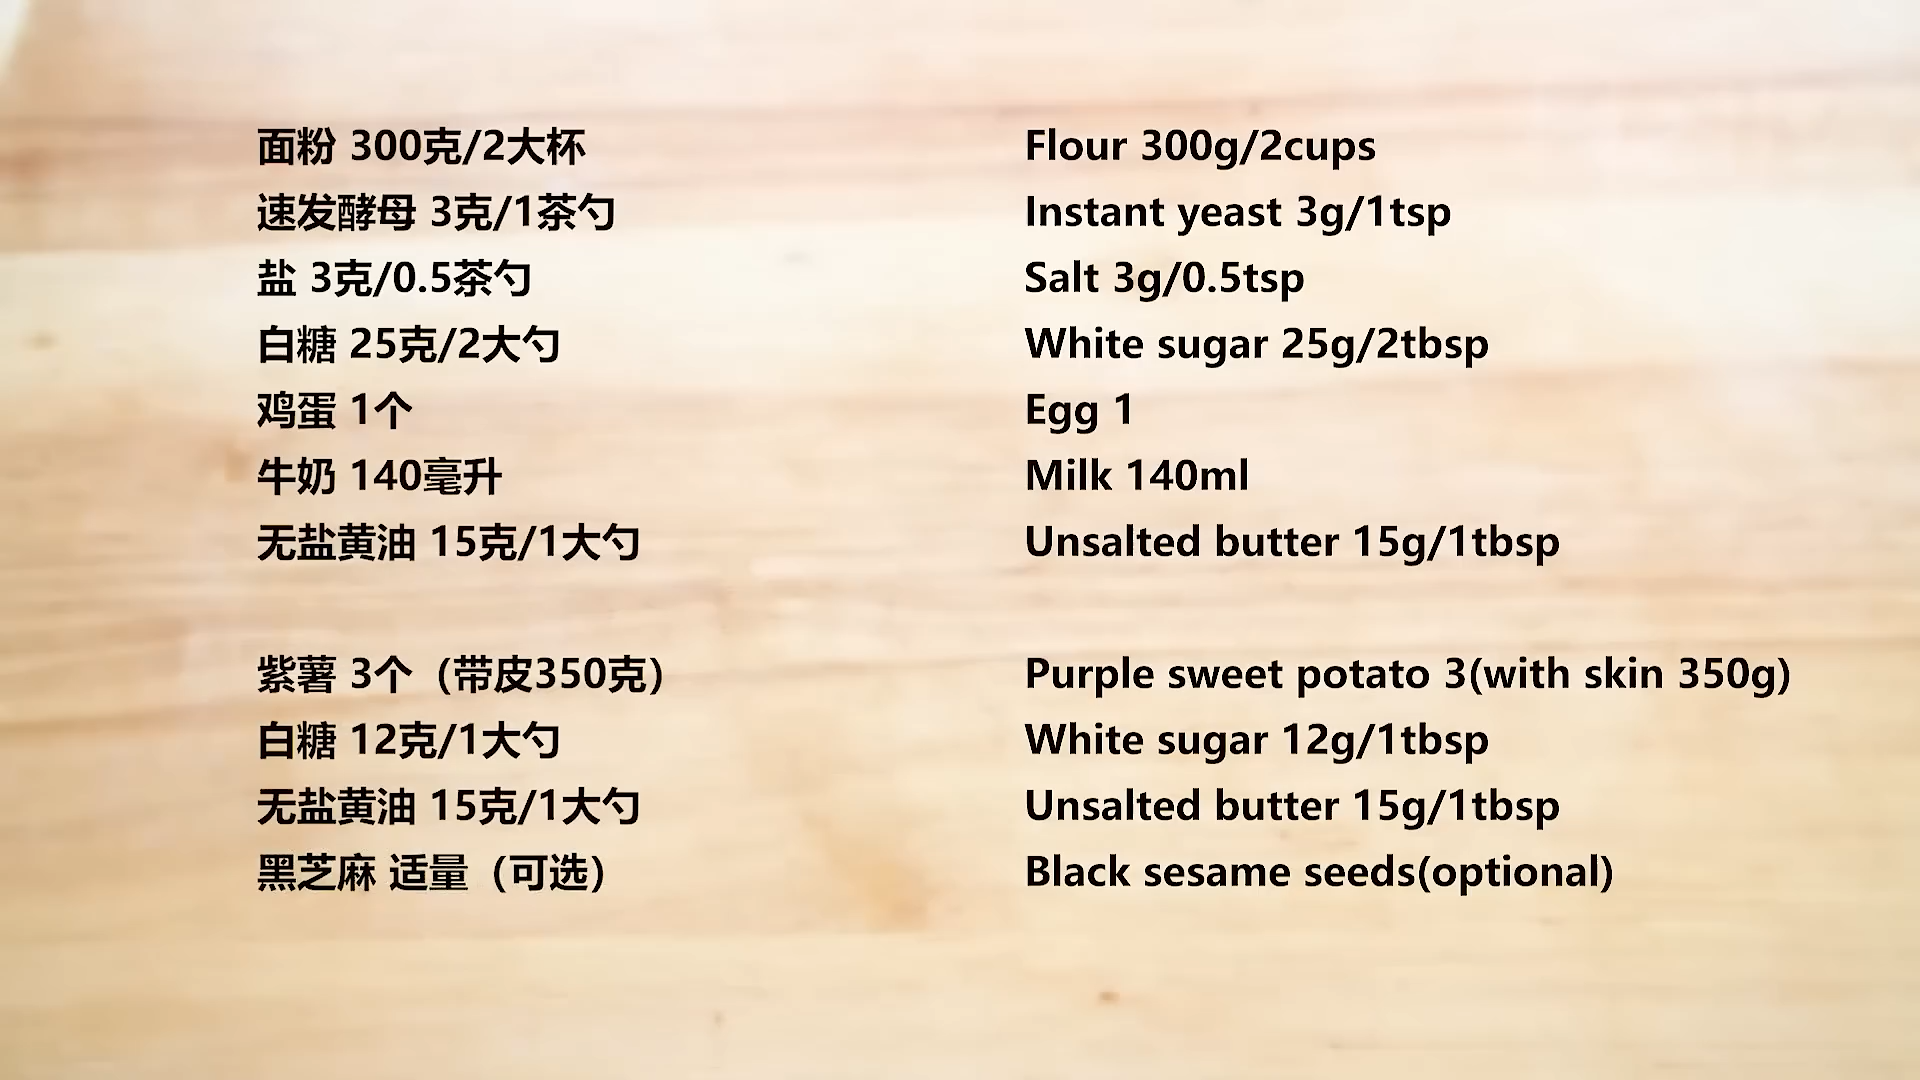 面粉 300克/2大杯
速发酵母 3克/1茶勺
盐 3克/0.5茶勺
白糖 25克/2大勺
鸡蛋 1个
牛奶 140毫升
无盐黄油 15克/1大勺
紫薯 3个（带皮350克）
白糖 12克/1大勺
无盐黄油 15克/1大勺
黑芝麻 适量（可选）
Flour 300g/2cups
Instant yeast 3g/1tsp
Salt 3g/0.5tsp
White sugar 25g/2tbsp
Egg 1
Milk 140ml
Unsalted butter 15g/1tbsp
Purple sweet potato 3(with skin 350g)
White sugar 12g/1tbsp
Unsalted butter 15g/1tbsp
Black sesame seeds(optional)